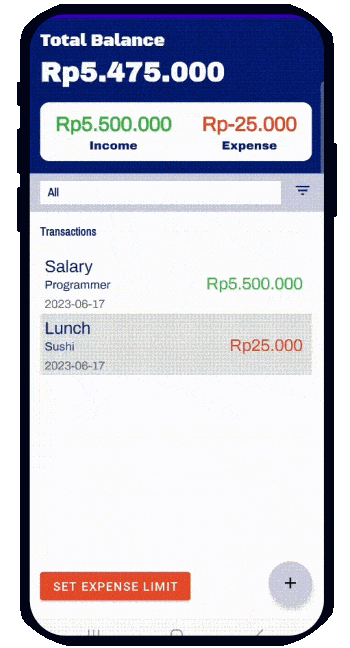 Total Balance
Rp5.475.000
Rp5.500.000 Rp-25.000
Income Expense
All
Transactions
Salary
Programmer Rp5.500.000
2023-06-17
Lunch
Sushi Rp25.000
2023-06-17
SET EXPENSE LIMIT +